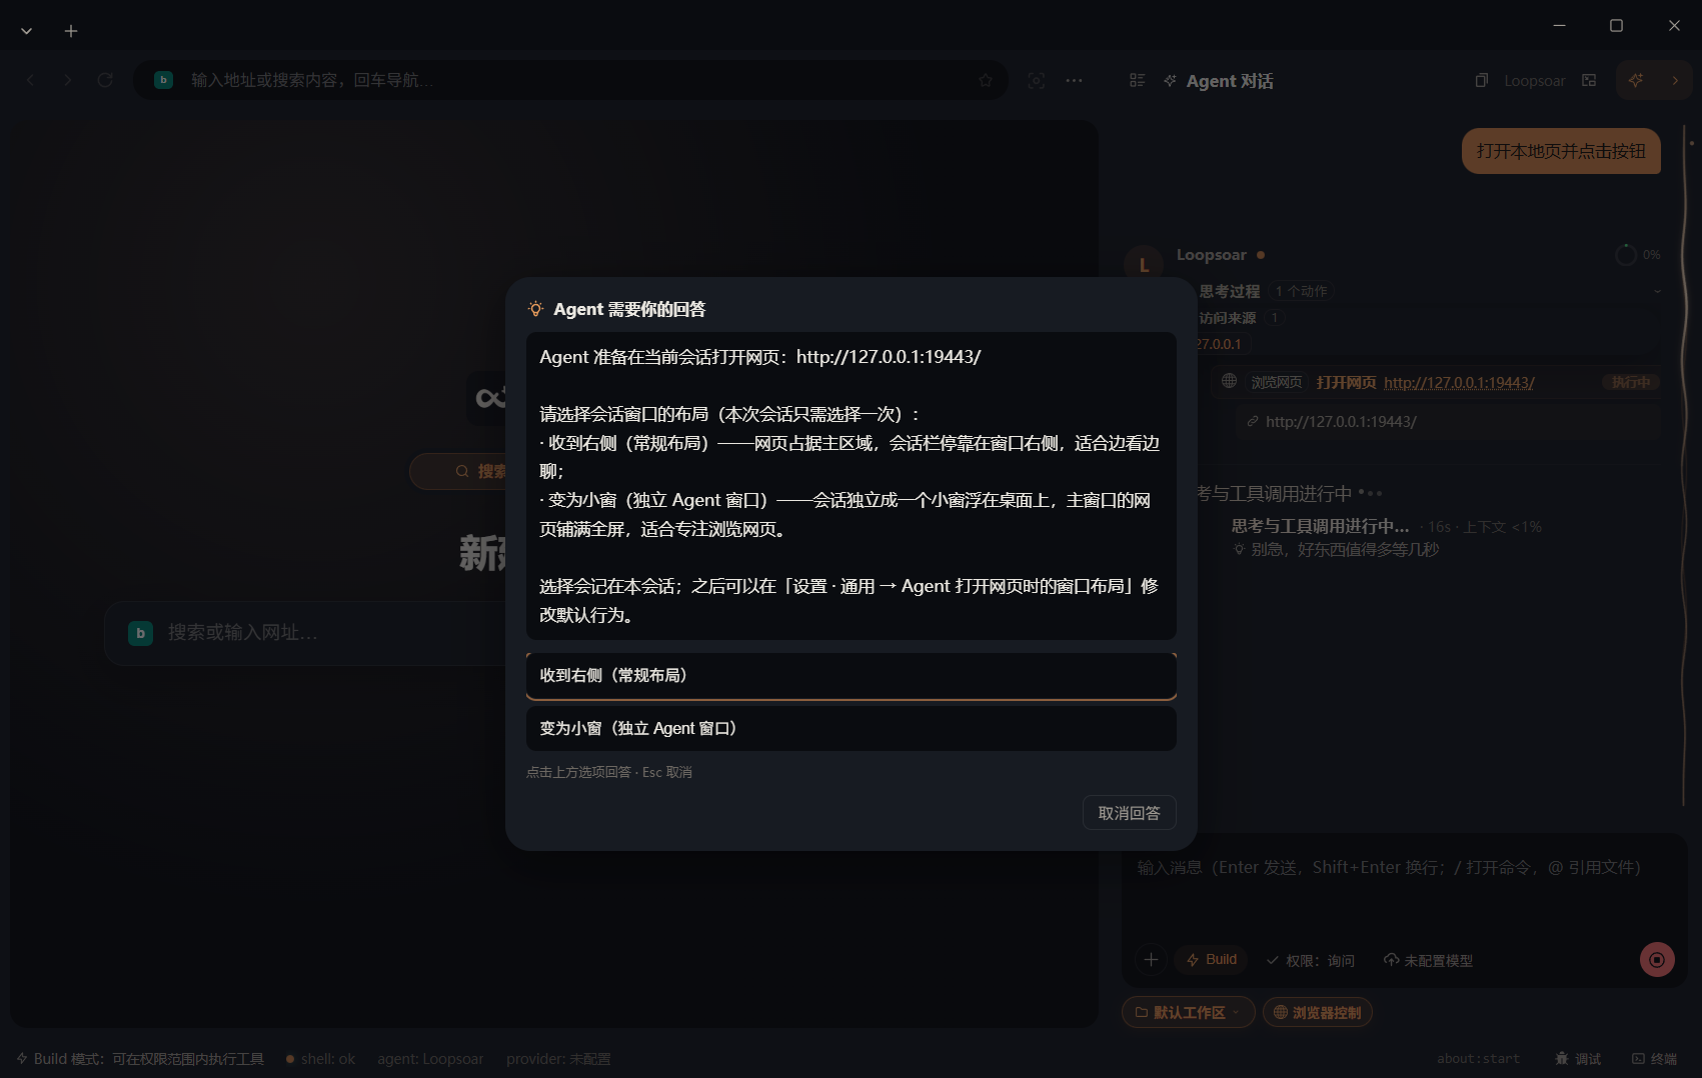 b 输入地址或搜索内容，回车导航...
Agent 对话
Loopsoar
打开本地页并点击按钮
L
Loopsoar
0%
思考过程 1 个动作
访问来源 1
27.0.0.1
浏览网页 打开网页 http://127.0.0.1:19443/ 执行中
http://127.0.0.1:19443/
考与工具调用进行中
思考与工具调用进行中... · 16s · 上下文 <1%
别急，好东西值得多等几秒
搜索
新
b 搜索或输入网址...
Agent 需要你的回答
Agent 准备在当前会话打开网页：http://127.0.0.1:19443/
请选择会话窗口的布局（本次会话只需选择一次）：
· 收到右侧（常规布局）——网页占据主区域，会话栏停靠在窗口右侧，适合边看边
聊；
· 变为小窗（独立 Agent 窗口）——会话独立成一个小窗浮在桌面上，主窗口的网
页铺满全屏，适合专注浏览网页。
选择会记在本会话；之后可以在「设置 · 通用 → Agent 打开网页时的窗口布局」修
改默认行为。
收到右侧（常规布局）
变为小窗（独立 Agent 窗口）
点击上方选项回答 · Esc 取消
取消回答
输入消息（Enter 发送，Shift+Enter 换行；/ 打开命令，@ 引用文件）
Build 权限：询问 未配置模型
默认工作区 浏览器控制
Build 模式：可在权限范围内执行工具 shell: ok agent: Loopsoar provider: 未配置 about:start 调试 终端